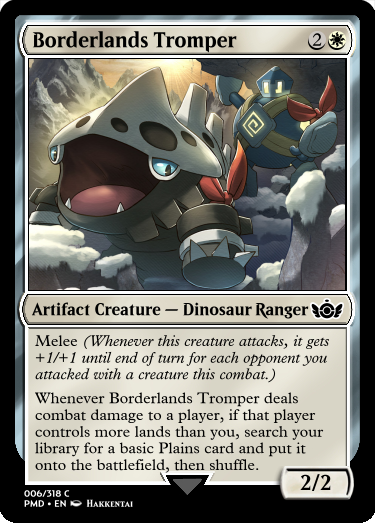 Borderlands Tromper 2
Artifact Creature — Dinosaur Ranger
Melee (Whenever this creature attacks, it gets
+1/+1 until end of turn for each opponent you
attacked with a creature this combat.)
Whenever Borderlands Tromper deals
combat damage to a player, if that player
controls more lands than you, search your
library for a basic Plains card and put it
onto the battlefield, then shuffle.
2/2
006/318 C
PMD • EN HAKKENTAI